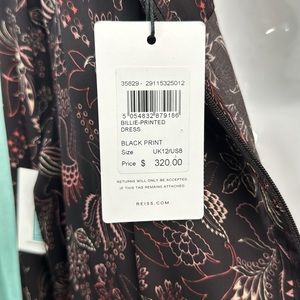 35829 - 29115325012
5 054832 879186
BILLIE-PRINTED
DRESS
BLACK PRINT
Size UK12/US8
Price $ 320.00
RETURNS WILL ONLY BE ACCEPTED
IF THIS TAG REMAINS ATTACHED
REISS.COM